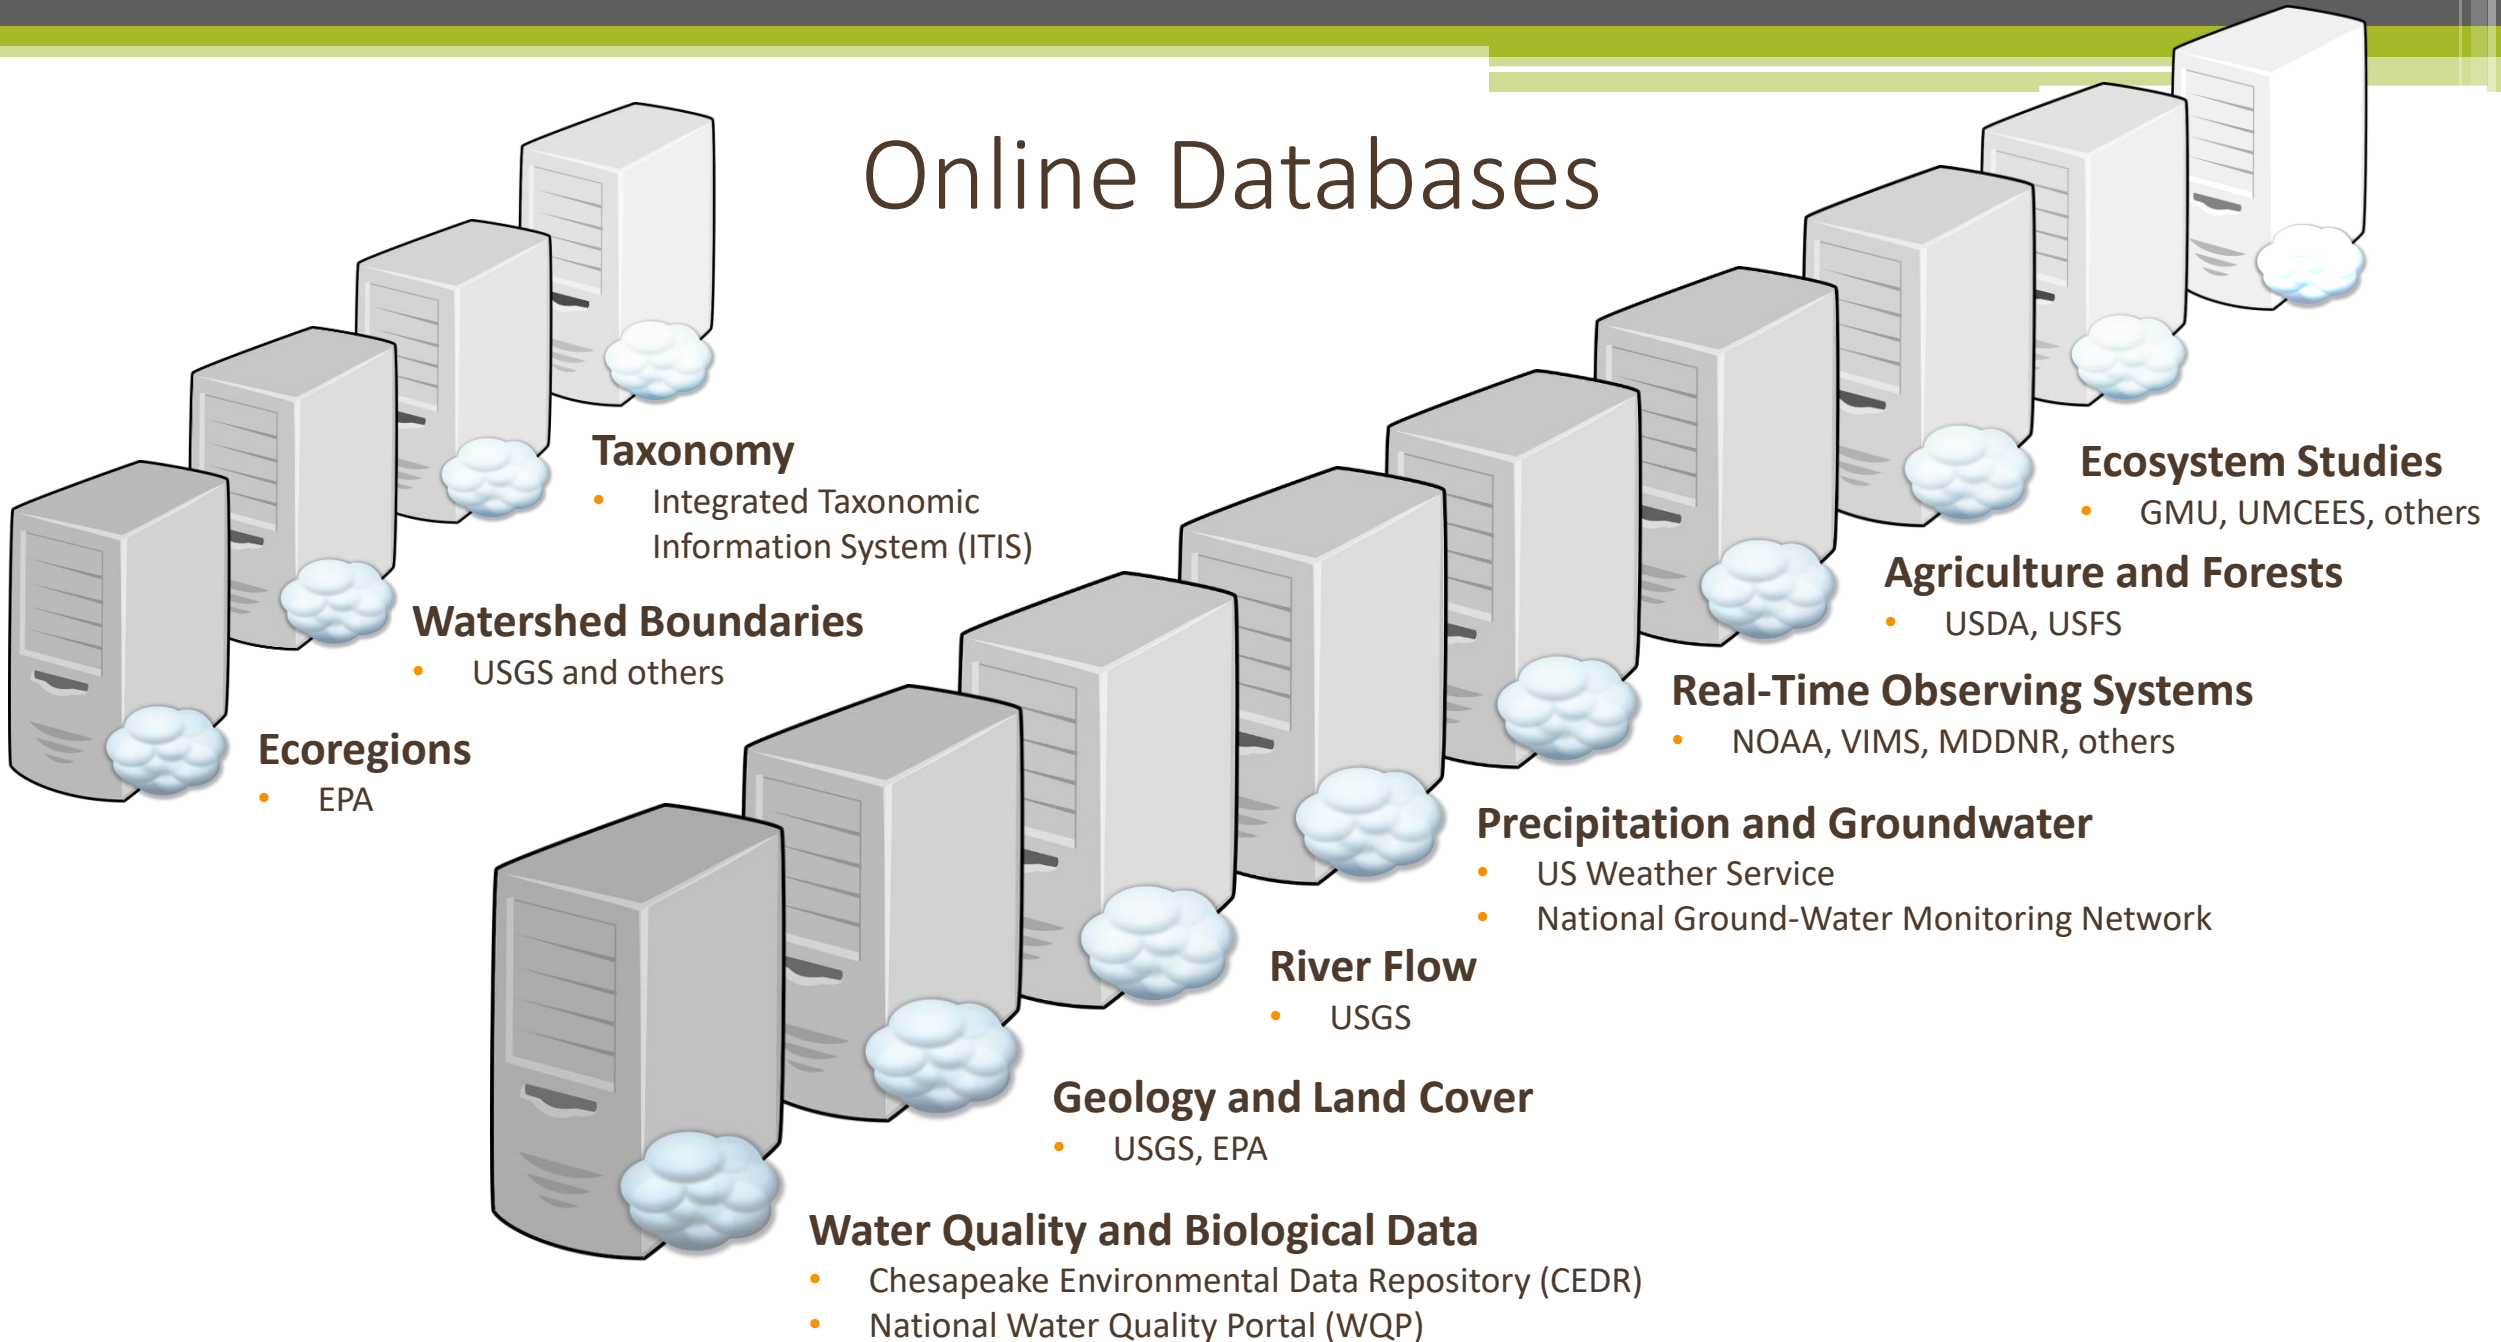 Online Databases
Taxonomy
• Integrated Taxonomic
Information System (ITIS)
Watershed Boundaries
• USGS and others
Ecoregions
• EPA
Ecosystem Studies
• GMU, UMCEES, others
Agriculture and Forests
• USDA, USFS
Real-Time Observing Systems
• NOAA, VIMS, MDDNR, others
Precipitation and Groundwater
• US Weather Service
• National Ground-Water Monitoring Network
River Flow
• USGS
Geology and Land Cover
• USGS, EPA
Water Quality and Biological Data
• Chesapeake Environmental Data Repository (CEDR)
• National Water Quality Portal (WQP)